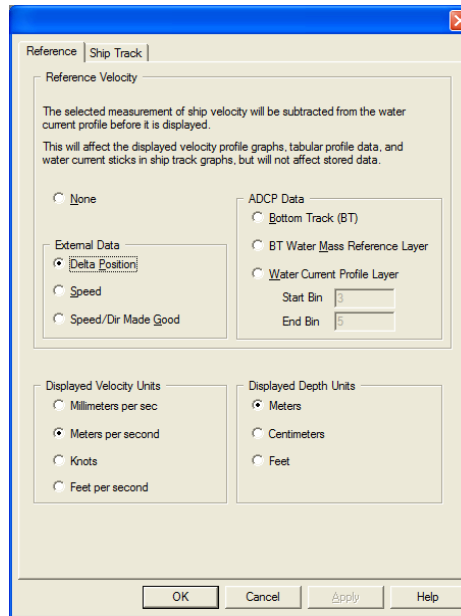 Reference
Ship Track
Reference Velocity
The selected measurement of ship velocity will be subtracted from the water
current profile before it is displayed.
This will affect the displayed velocity profile graphs, tabular profile data, and
water current sticks in ship track graphs, but will not affect stored data.
None
External Data
Delta Position
Speed
Speed/Dir Made Good
ADCP Data
Bottom Track (BT)
BT Water Mass Reference Layer
Water Current Profile Layer
Start Bin 3
End Bin 5
Displayed Velocity Units
Millimeters per sec
Meters per second
Knots
Feet per second
Displayed Depth Units
Meters
Centimeters
Feet
OK
Cancel
Apply
Help